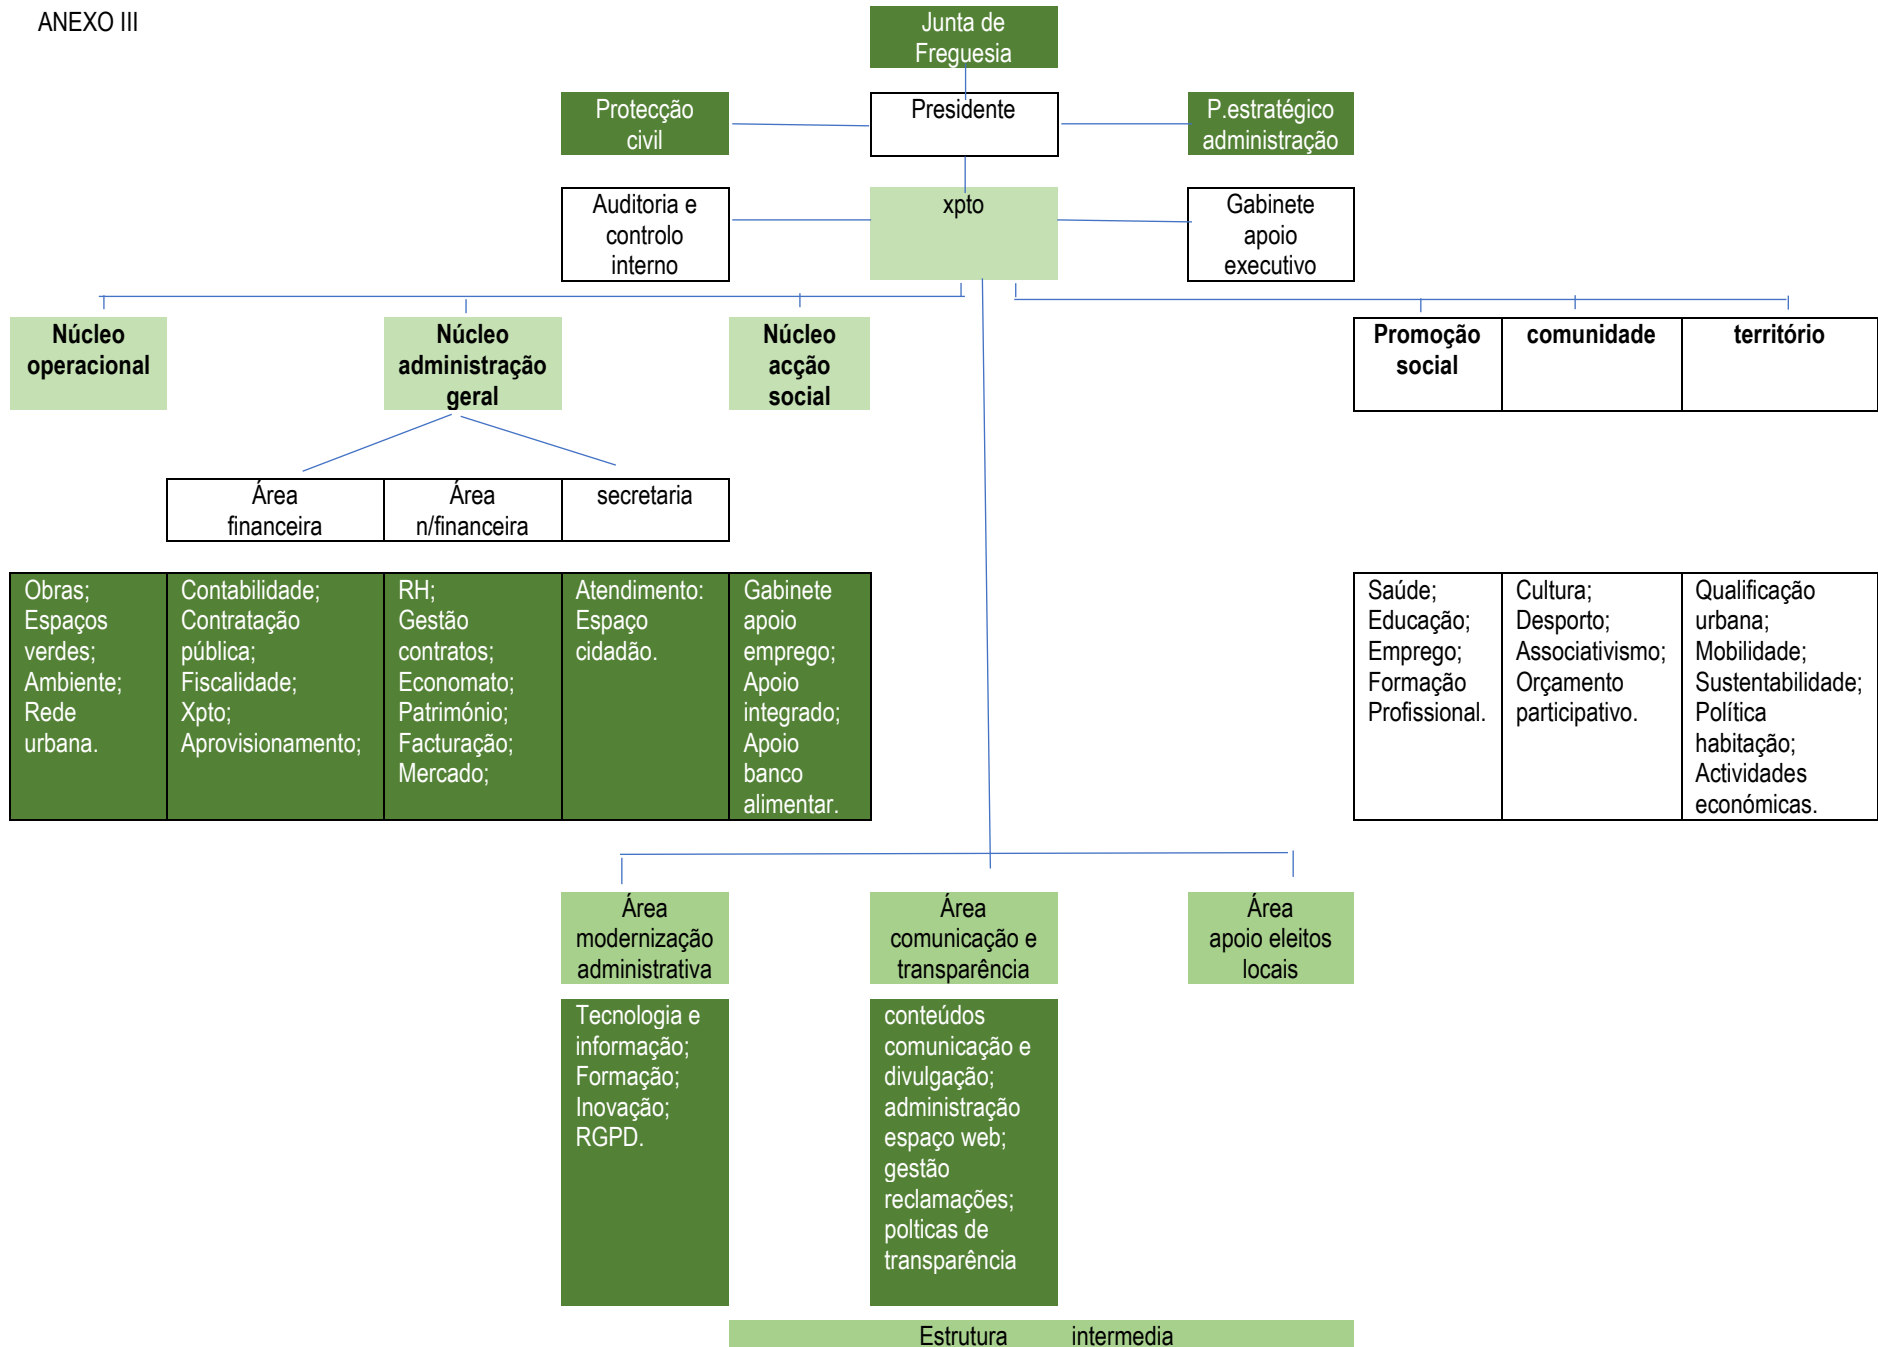 ANEXO III
Junta de
Freguesia
Protecção
civil
Presidente
P.estratégico
administração
Auditoria e
controlo
interno
xpto
Gabinete
apoio
executivo
Núcleo
operacional
Núcleo
administração
geral
Núcleo
acção
social
Promoção
social
comunidade
território
Área
financeira
Área
n/financeira
secretaria
Obras;
Espaços
verdes;
Ambiente;
Rede
urbana.
Contabilidade;
Contratação
pública;
Fiscalidade;
Xpto;
Aprovisionamento;
RH;
Gestão
contratos;
Economato;
Património;
Facturação;
Mercado;
Atendimento:
Espaço
cidadão.
Gabinete
apoio
emprego;
Apoio
integrado;
Apoio
banco
alimentar.
Saúde;
Educação;
Emprego;
Formação
Profissional.
Cultura;
Desporto;
Associativismo;
Orçamento
participativo.
Qualificação
urbana;
Mobilidade;
Sustentabilidade;
Política
habitação;
Actividades
económicas.
Área
modernização
administrativa
Área
comunicação e
transparência
Área
apoio eleitos
locais
Tecnologia e
informação;
Formação;
Inovação;
RGPD.
conteúdos
comunicação e
divulgação;
administração
espaço web;
gestão
reclamações;
polticas de
transparência
Estrutura intermedia